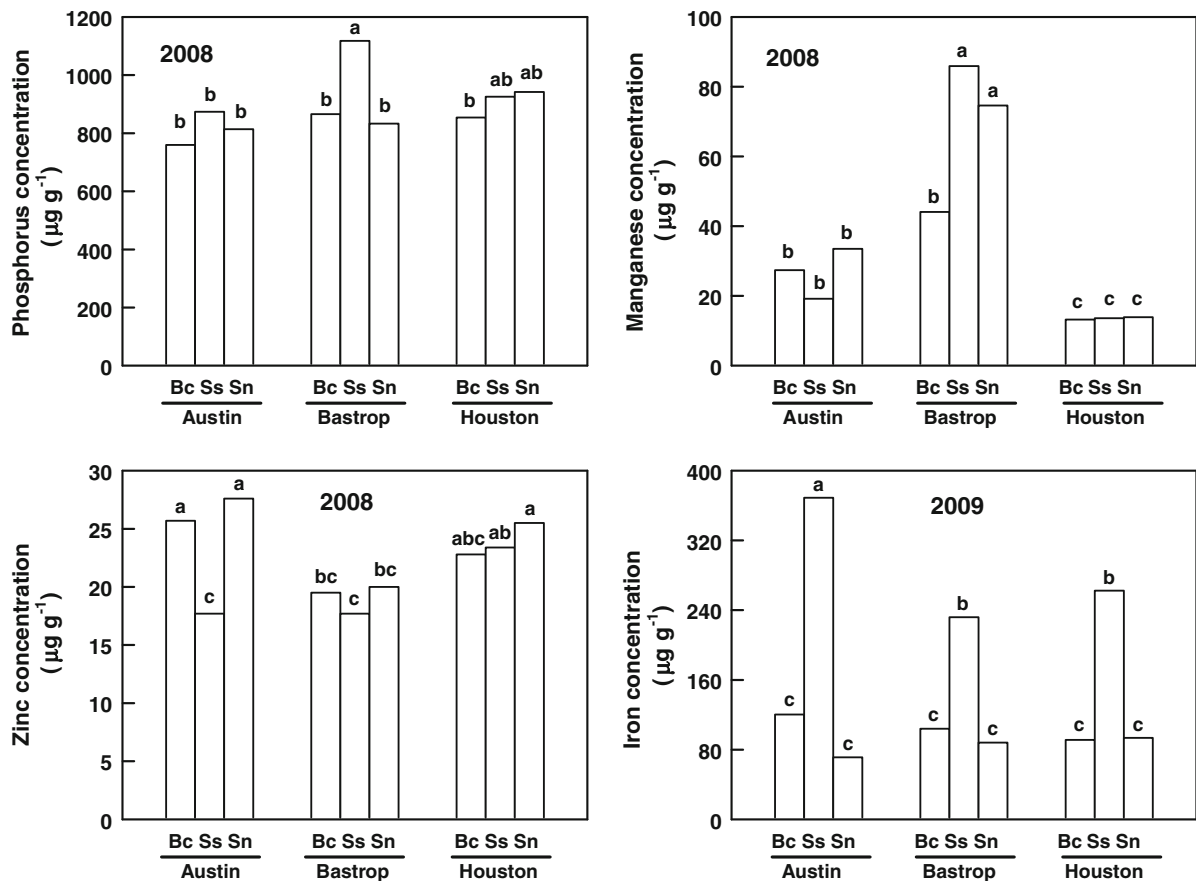 Phosphorus concentration
(µg g-1)
1200
1000
800
600
400
200
0
2008
b
b
b
b
a
b
b
ab
ab
Bc Ss Sn
Bc Ss Sn
Bc Ss Sn
Austin
Bastrop
Houston
Manganese concentration
(µg g-1)
100
80
60
40
20
0
2008
b
b
b
b
a
a
c
c
c
Bc Ss Sn
Bc Ss Sn
Bc Ss Sn
Austin
Bastrop
Houston
Zinc concentration
(µg g-1)
30
25
20
15
10
5
0
2008
a
c
a
bc
c
bc
abc
ab
a
Bc Ss Sn
Bc Ss Sn
Bc Ss Sn
Austin
Bastrop
Houston
Iron concentration
(µg g-1)
400
320
240
160
80
0
2009
c
a
c
c
b
c
c
b
c
Bc Ss Sn
Bc Ss Sn
Bc Ss Sn
Austin
Bastrop
Houston